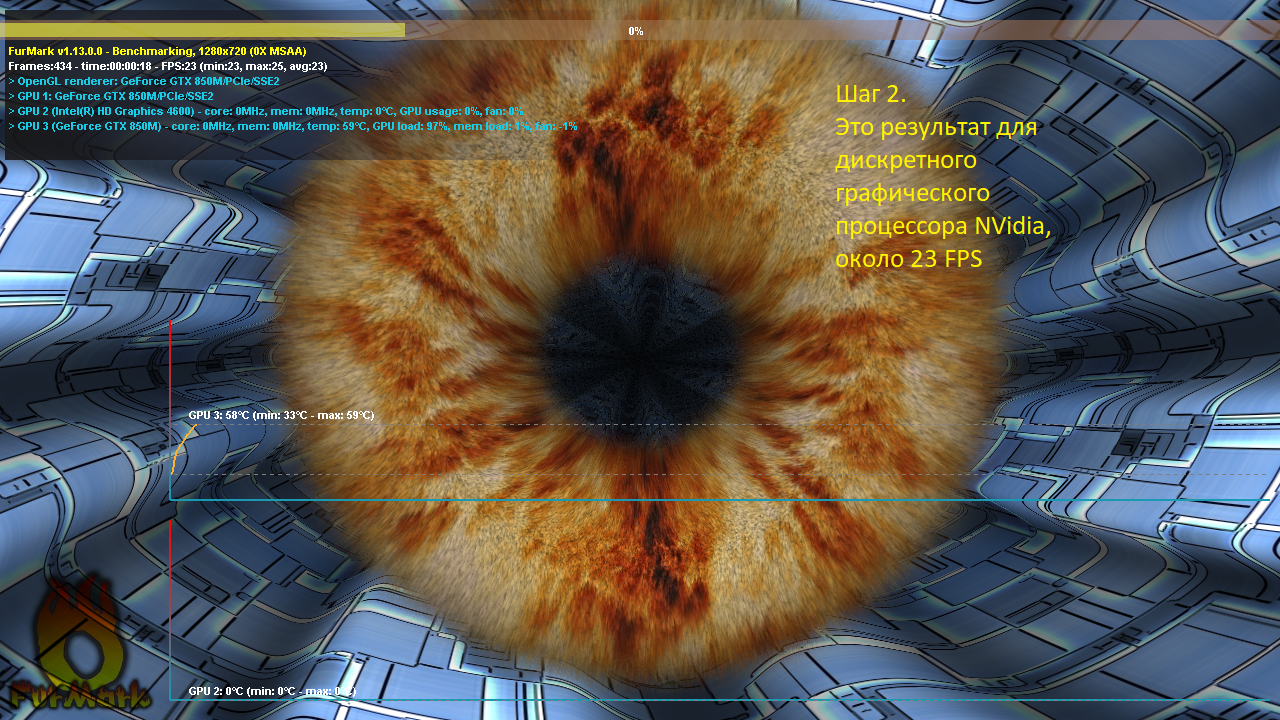 0%
FurMark v1.13.0.0 - Benchmarking, 1280x720 (0X MSAA)
Frames:434 - time:00:00:18 - FPS:23 (min:23, max:25, avg:23)
> OpenGL renderer: GeForce GTX 850M/PCIe/SSE2
> GPU 1: GeForce GTX 850M/PCIe/SSE2
> GPU 2 (Intel(R) HD Graphics 4600) - core: 0MHz, mem: 0MHz, temp: 0°C, GPU usage: 0%, fan: 0%
> GPU 3 (GeForce GTX 850M) - core: 0MHz, mem: 0MHz, temp: 59°C, GPU load: 97%, mem load: 1%, fan: -1%
Шаг 2.
Это результат для
дискретного
графического
процессора NVidia,
около 23 FPS
GPU 3: 58°C (min: 33°C - max: 59°C)
GPU 2: 0°C (min: 0°C - max: 0°C)
FurMark